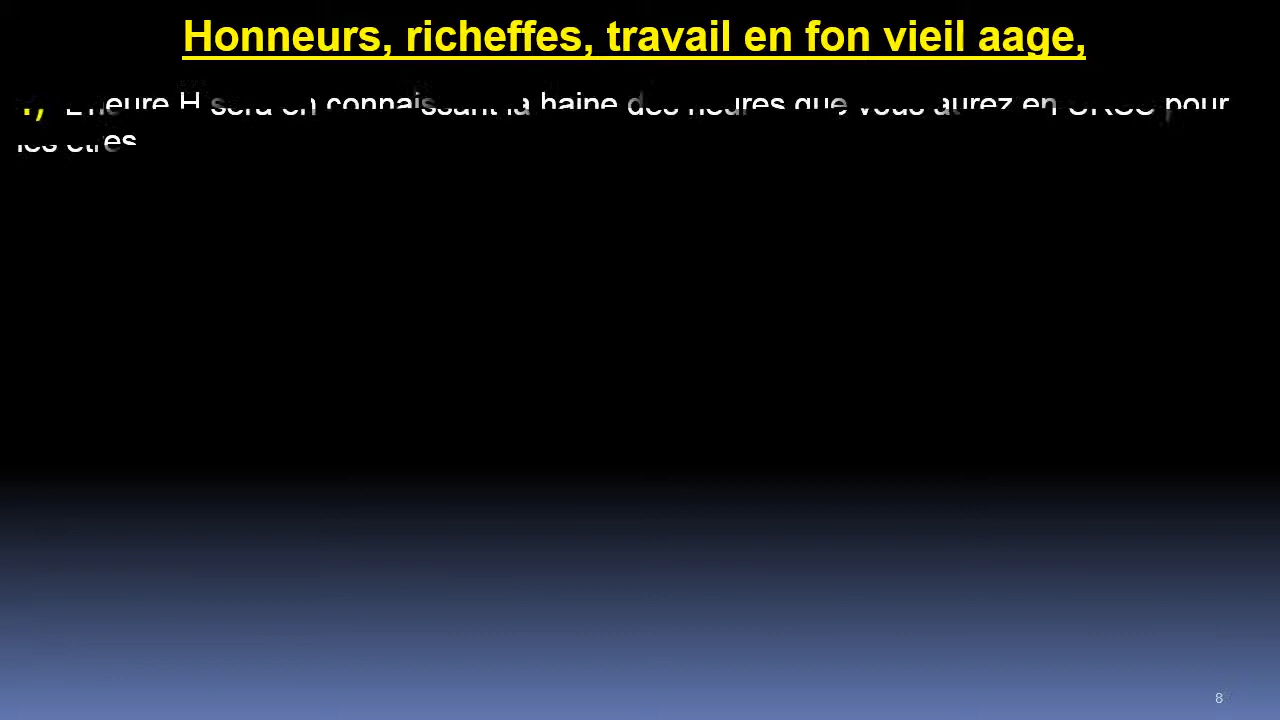 Honneurs, richeffes, travail en fon vieil aage,
1) L'heure H sera en connaissant la haine des heures que vous aurez en l'URSS pour
les êtres
8